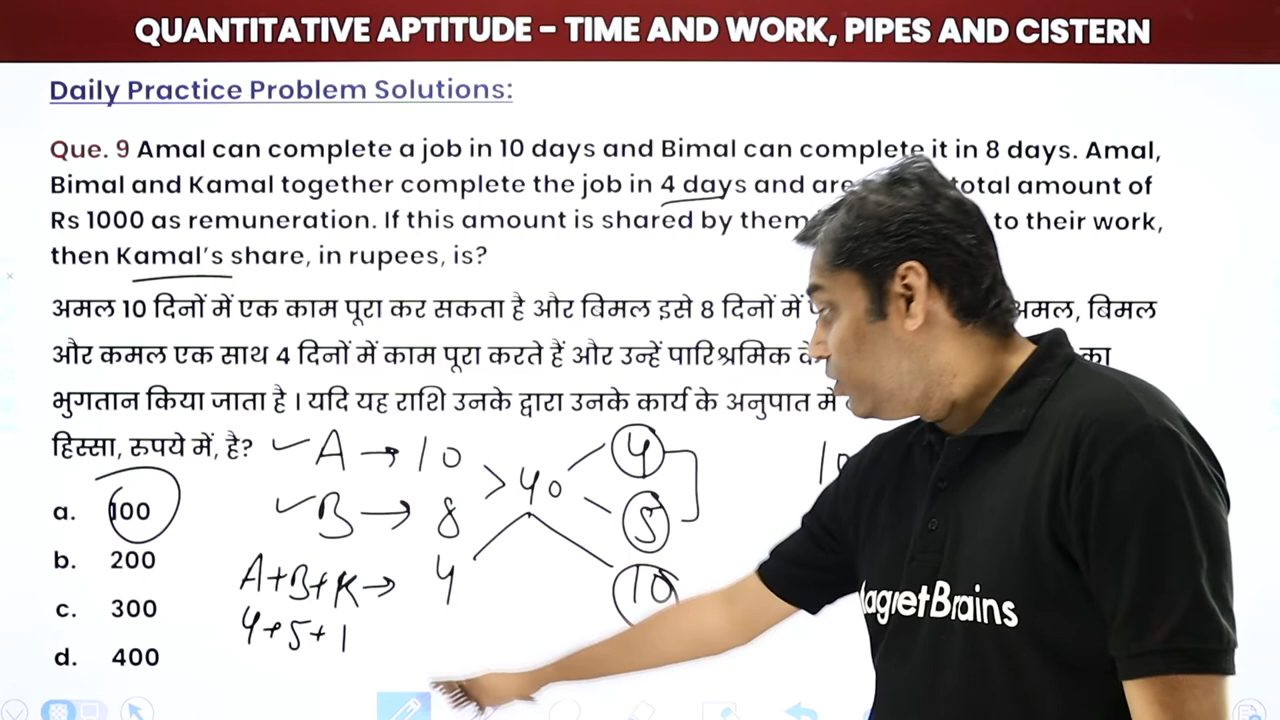 QUANTITATIVE APTITUDE - TIME AND WORK, PIPES AND CISTERN
Daily Practice Problem Solutions:
Que. 9 Amal can complete a job in 10 days and Bimal can complete it in 8 days. Amal,
Bimal and Kamal together complete the job in 4 days and are total amount of
Rs 1000 as remuneration. If this amount is shared by them to their work,
then Kamal's share, in rupees, is?
अमल 10 दिनों में एक काम पूरा कर सकता है और बिमल इसे 8 दिनों में अमल, बिमल
और कमल एक साथ 4 दिनों में काम पूरा करते हैं और उन्हें पारिश्रमिक का
भुगतान किया जाता है। यदि यह राशि उनके द्वारा उनके कार्य के अनुपात में
हिस्सा, रुपये में, है?
A → 10 > 40 4
a. 100
B → 8 5
b. 200
A+B+K → 4 10
c. 300
4+5+1
d. 400
MagnetBrains